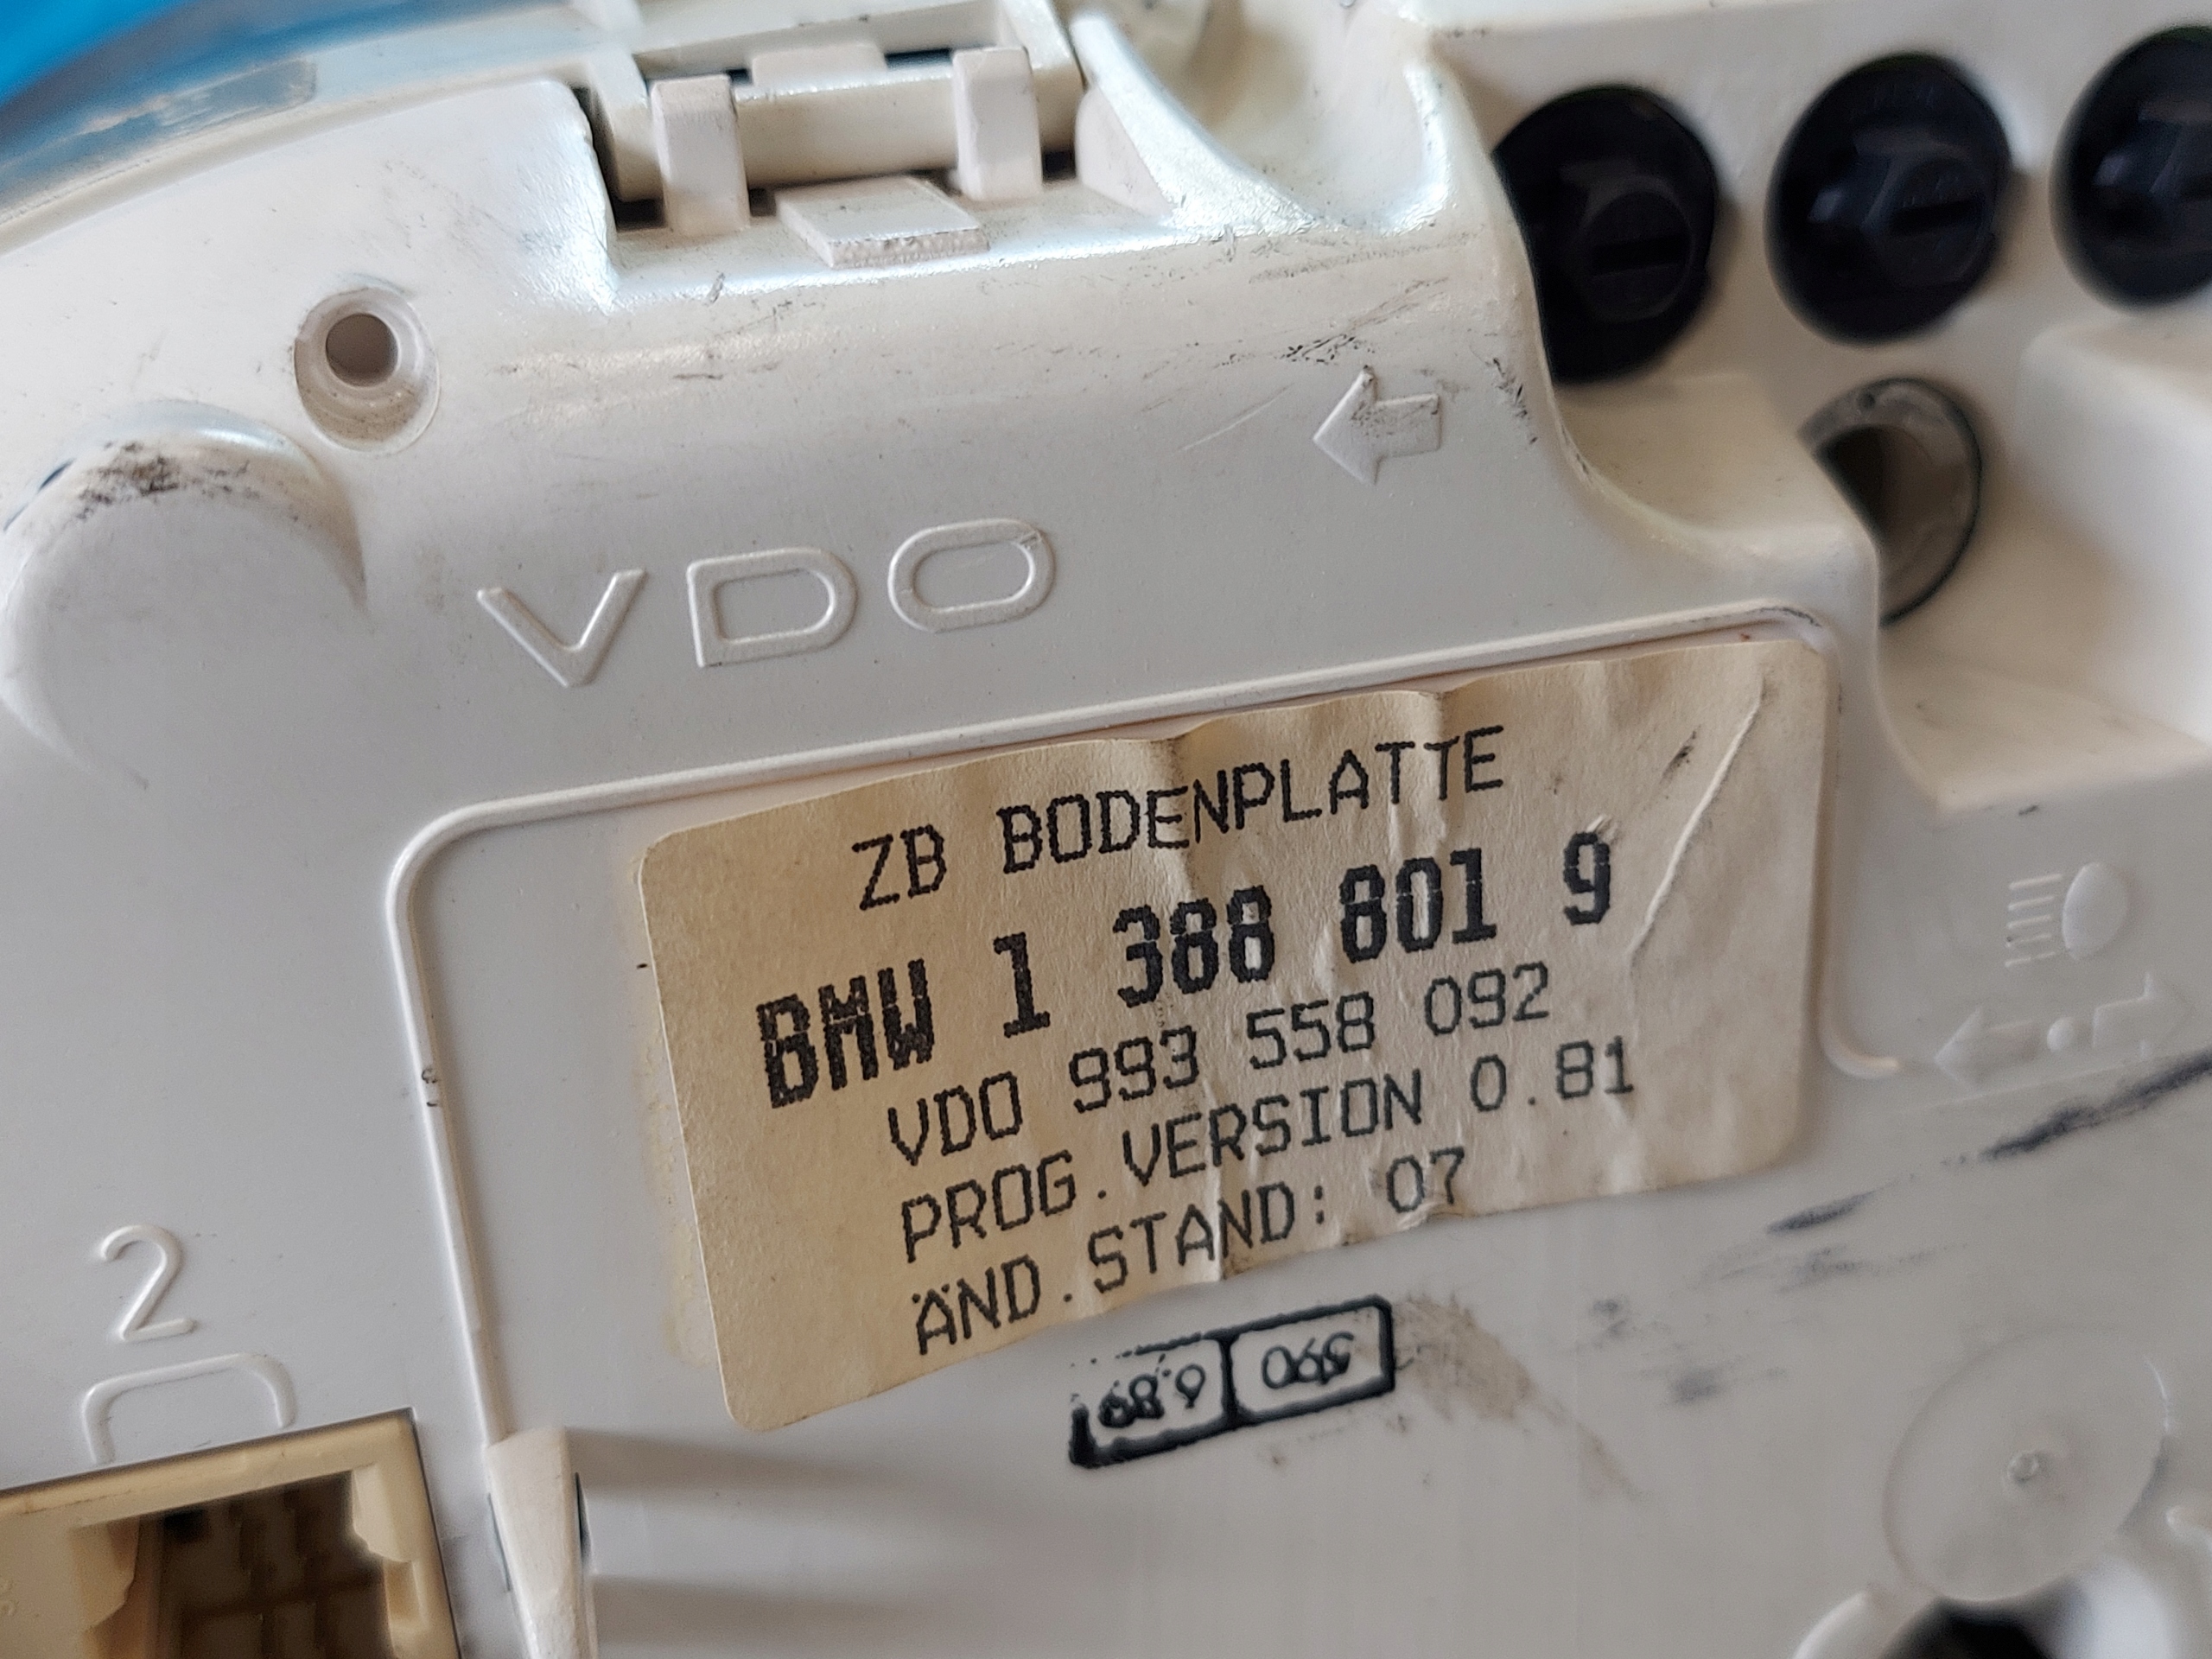 VDO
ZB BODENPLATTE
BMW 1 388 801 9
VDO 993 558 092
PROG.VERSION 0.81
ÄND.STAND: 07
2